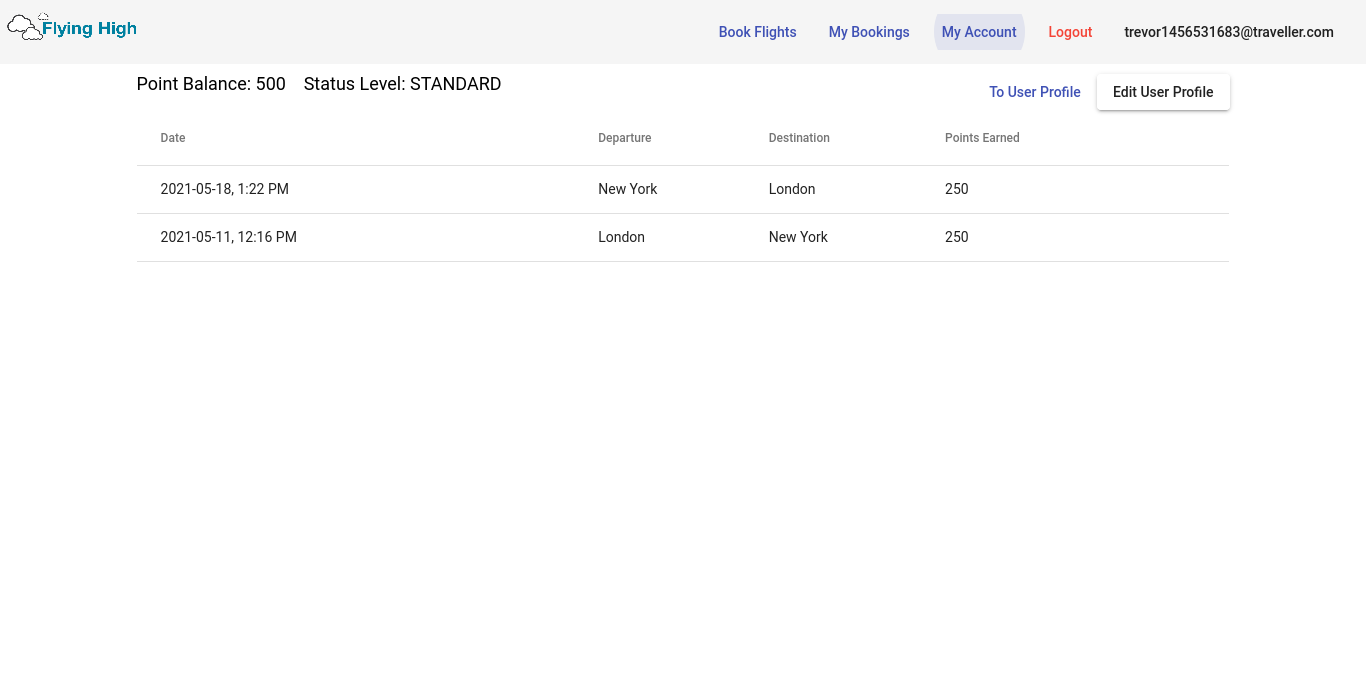 Flying High
Book Flights My Bookings My Account Logout trevor1456531683@traveller.com
Point Balance: 500 Status Level: STANDARD
To User Profile Edit User Profile
Date Departure Destination Points Earned
2021-05-18, 1:22 PM New York London 250
2021-05-11, 12:16 PM London New York 250